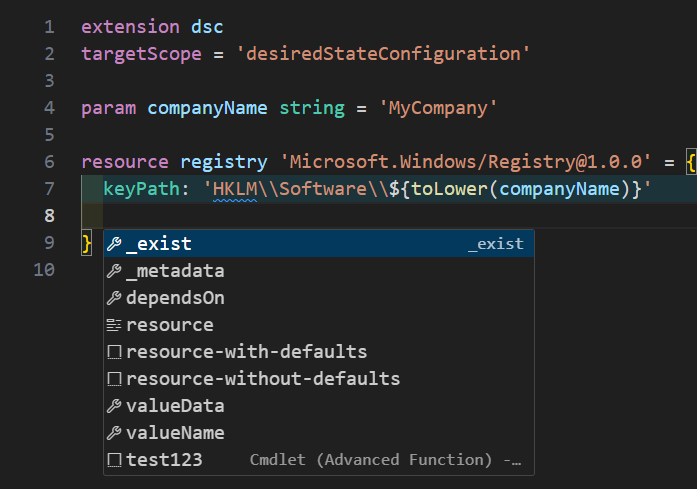 1 extension dsc
2 targetScope = 'desiredStateConfiguration'
3
4 param companyName string = 'MyCompany'
5
6 resource registry 'Microsoft.Windows/Registry@1.0.0' = {
7 keyPath: 'HKLM\\Software\\${toLower(companyName)}'
8
9 }
10
_exist _exist
_metadata
dependsOn
resource
resource-with-defaults
resource-without-defaults
valueData
valueName
test123 Cmdlet (Advanced Function) -…